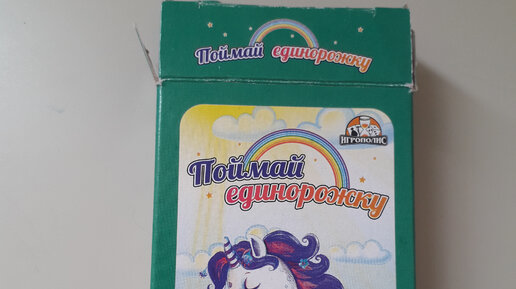 Поймай единорожку
ИГРОПОЛИС
Поймай
единорожку